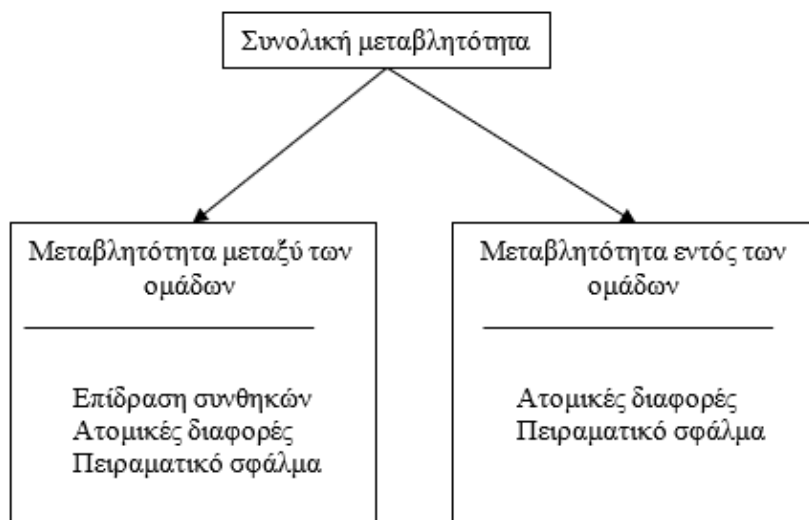 Συνολική μεταβλητότητα
Μεταβλητότητα μεταξύ των
ομάδων
Επίδραση συνθηκών
Ατομικές διαφορές
Πειραματικό σφάλμα
Μεταβλητότητα εντός των
ομάδων
Ατομικές διαφορές
Πειραματικό σφάλμα